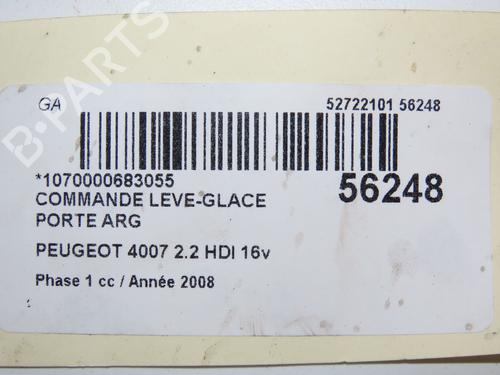 B-PARTS
GA
52722101 56248
*1070000683055
56248
COMMANDE LEVE-GLACE
PORTE ARG
PEUGEOT 4007 2.2 HDI 16v
Phase 1 cc / Année 2008